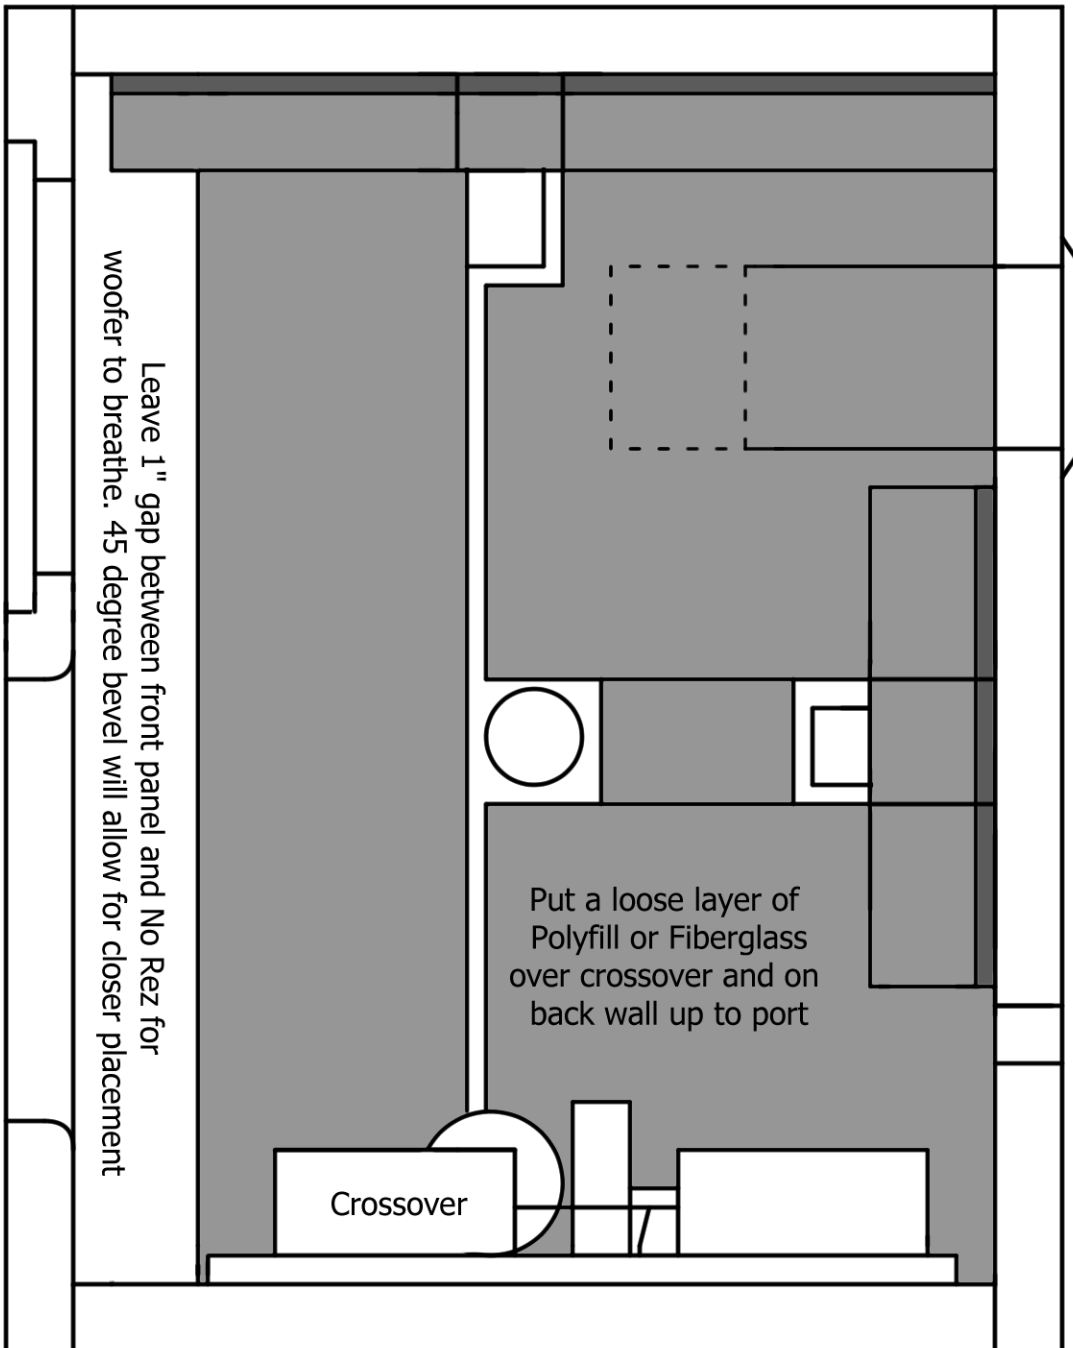 Leave 1" gap between front panel and No Rez for
woofer to breathe. 45 degree bevel will allow for closer placement
Put a loose layer of
Polyfill or Fiberglass
over crossover and on
back wall up to port
Crossover